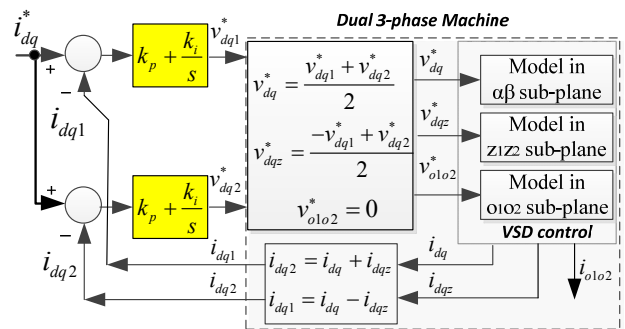 Dual 3-phase Machine
i*dq
+
−
idq1
kp + ki/s
v*dq1
v*dq = (v*dq1 + v*dq2)/2
v*dqz = (−v*dq1 + v*dq2)/2
v*o1o2 = 0
v*dq
v*dqz
v*o1o2
Model in
αβ sub-plane
Model in
z1z2 sub-plane
Model in
o1o2 sub-plane
VSD control
+
−
idq2
kp + ki/s
v*dq2
idq1
idq2
idq2 = idq + idqz
idq1 = idq − idqz
idq
idqz
io1o2